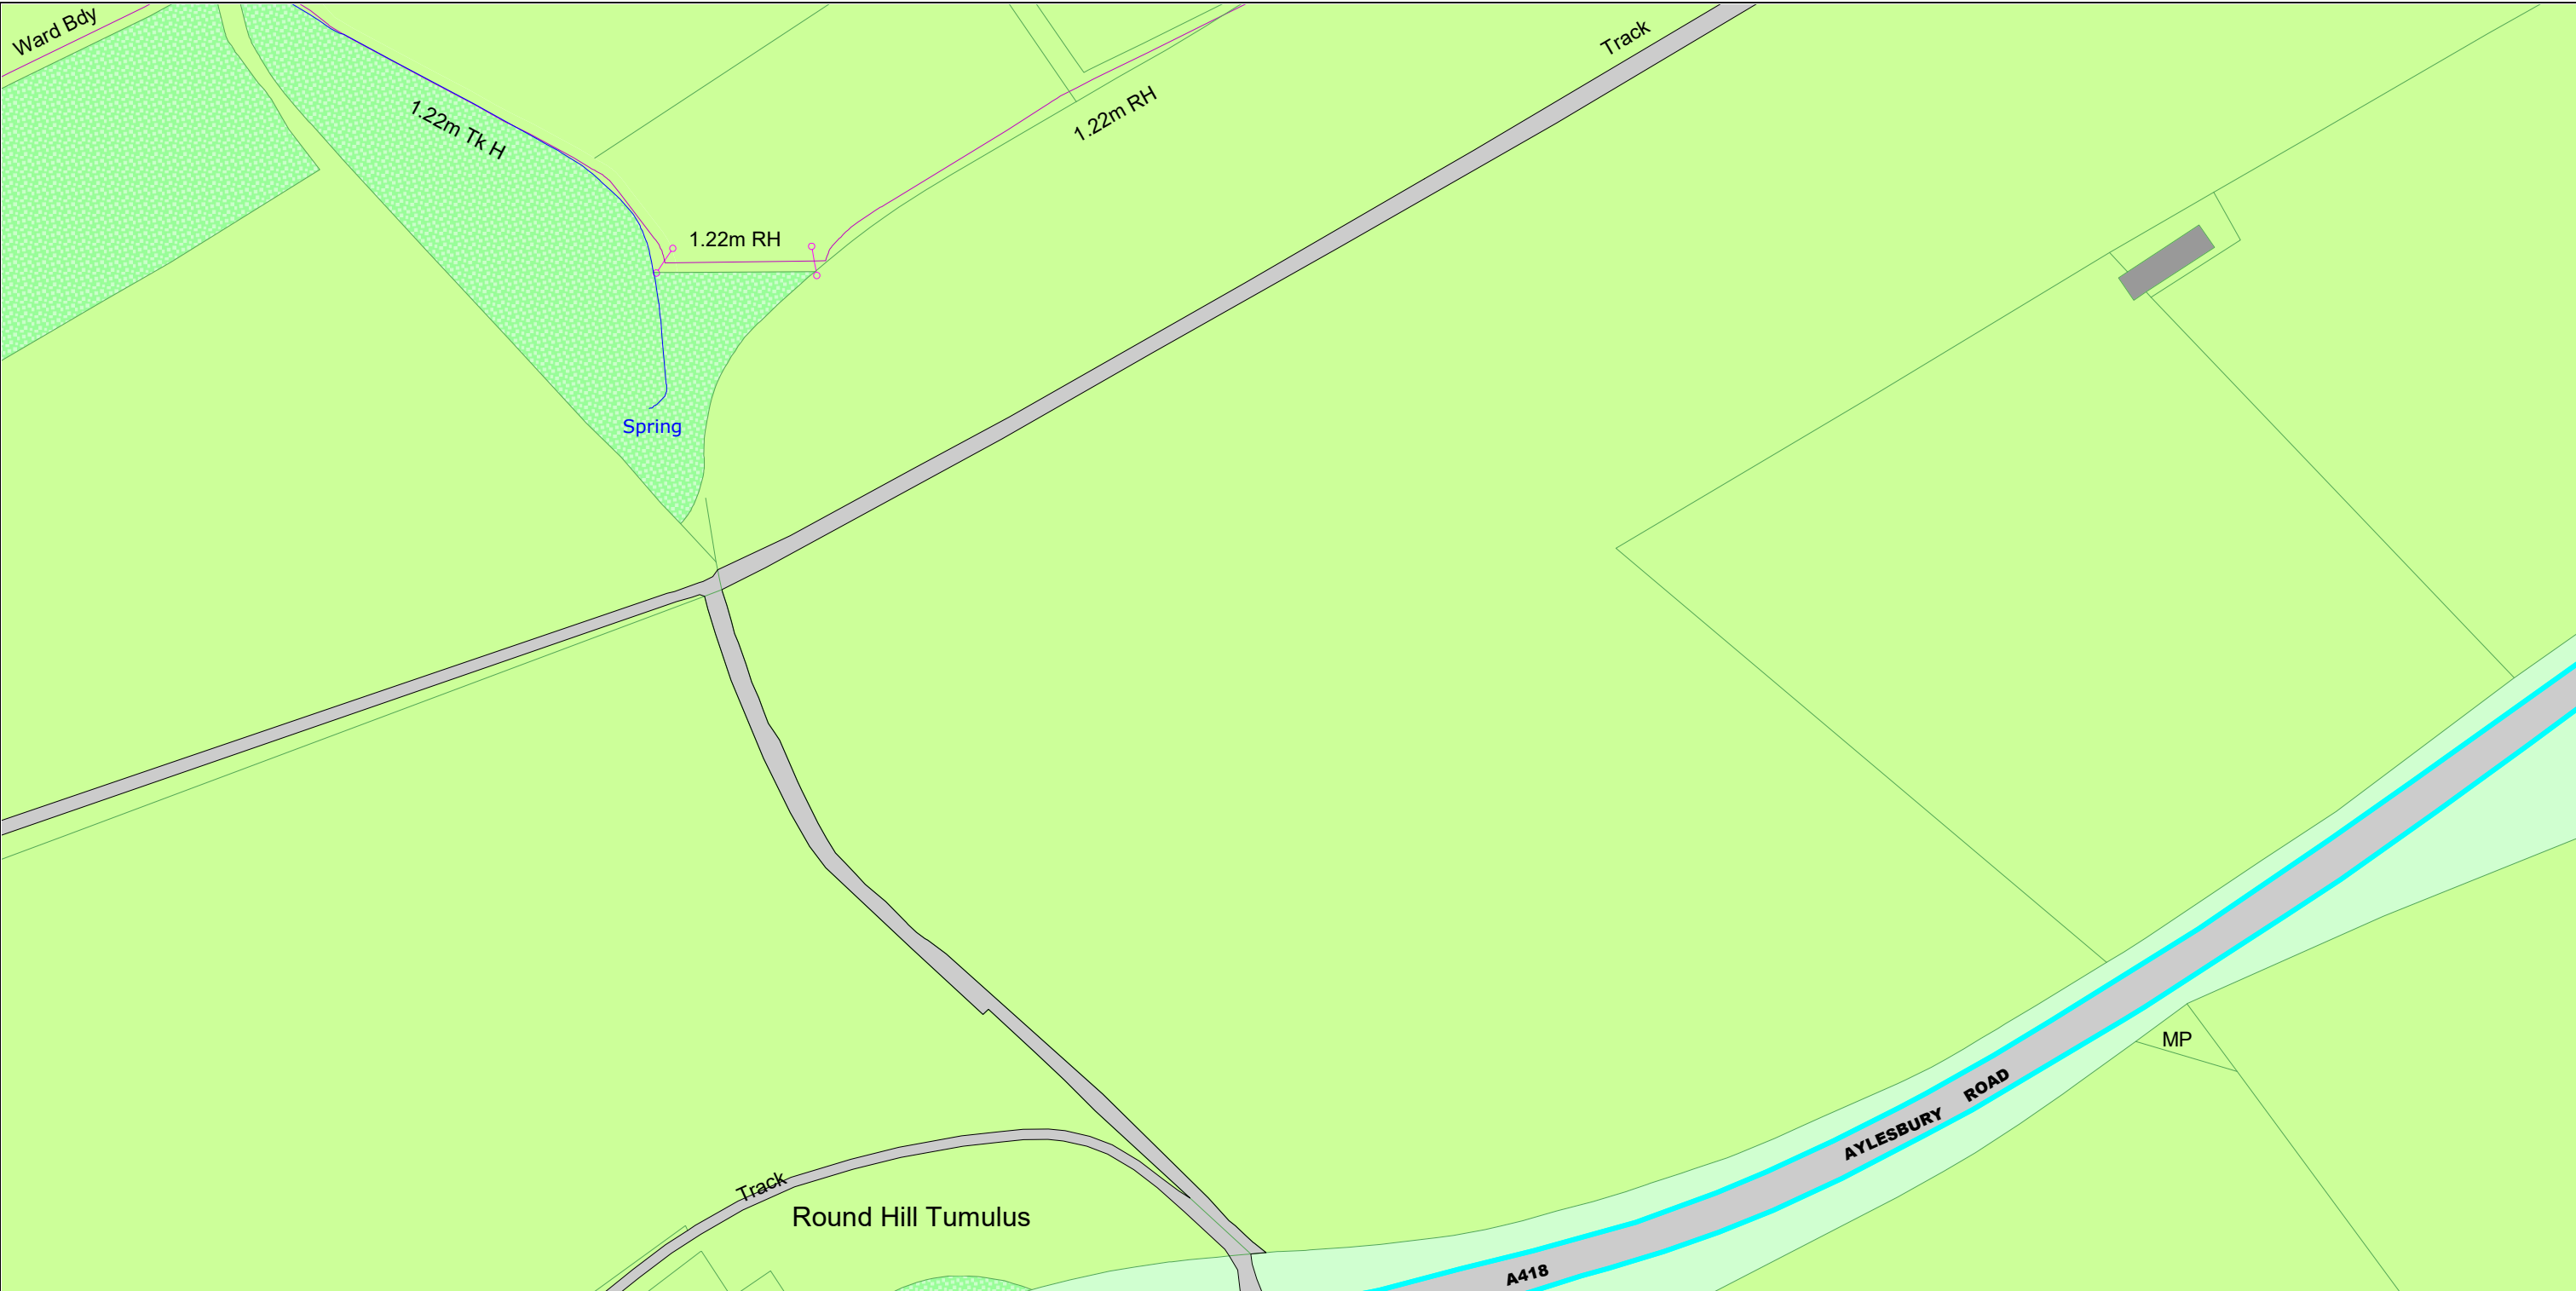 Ward Bdy
Track
1.22m Tk H
1.22m RH
1.22m RH
Spring
MP
AYLESBURY ROAD
Track
Round Hill Tumulus
A418